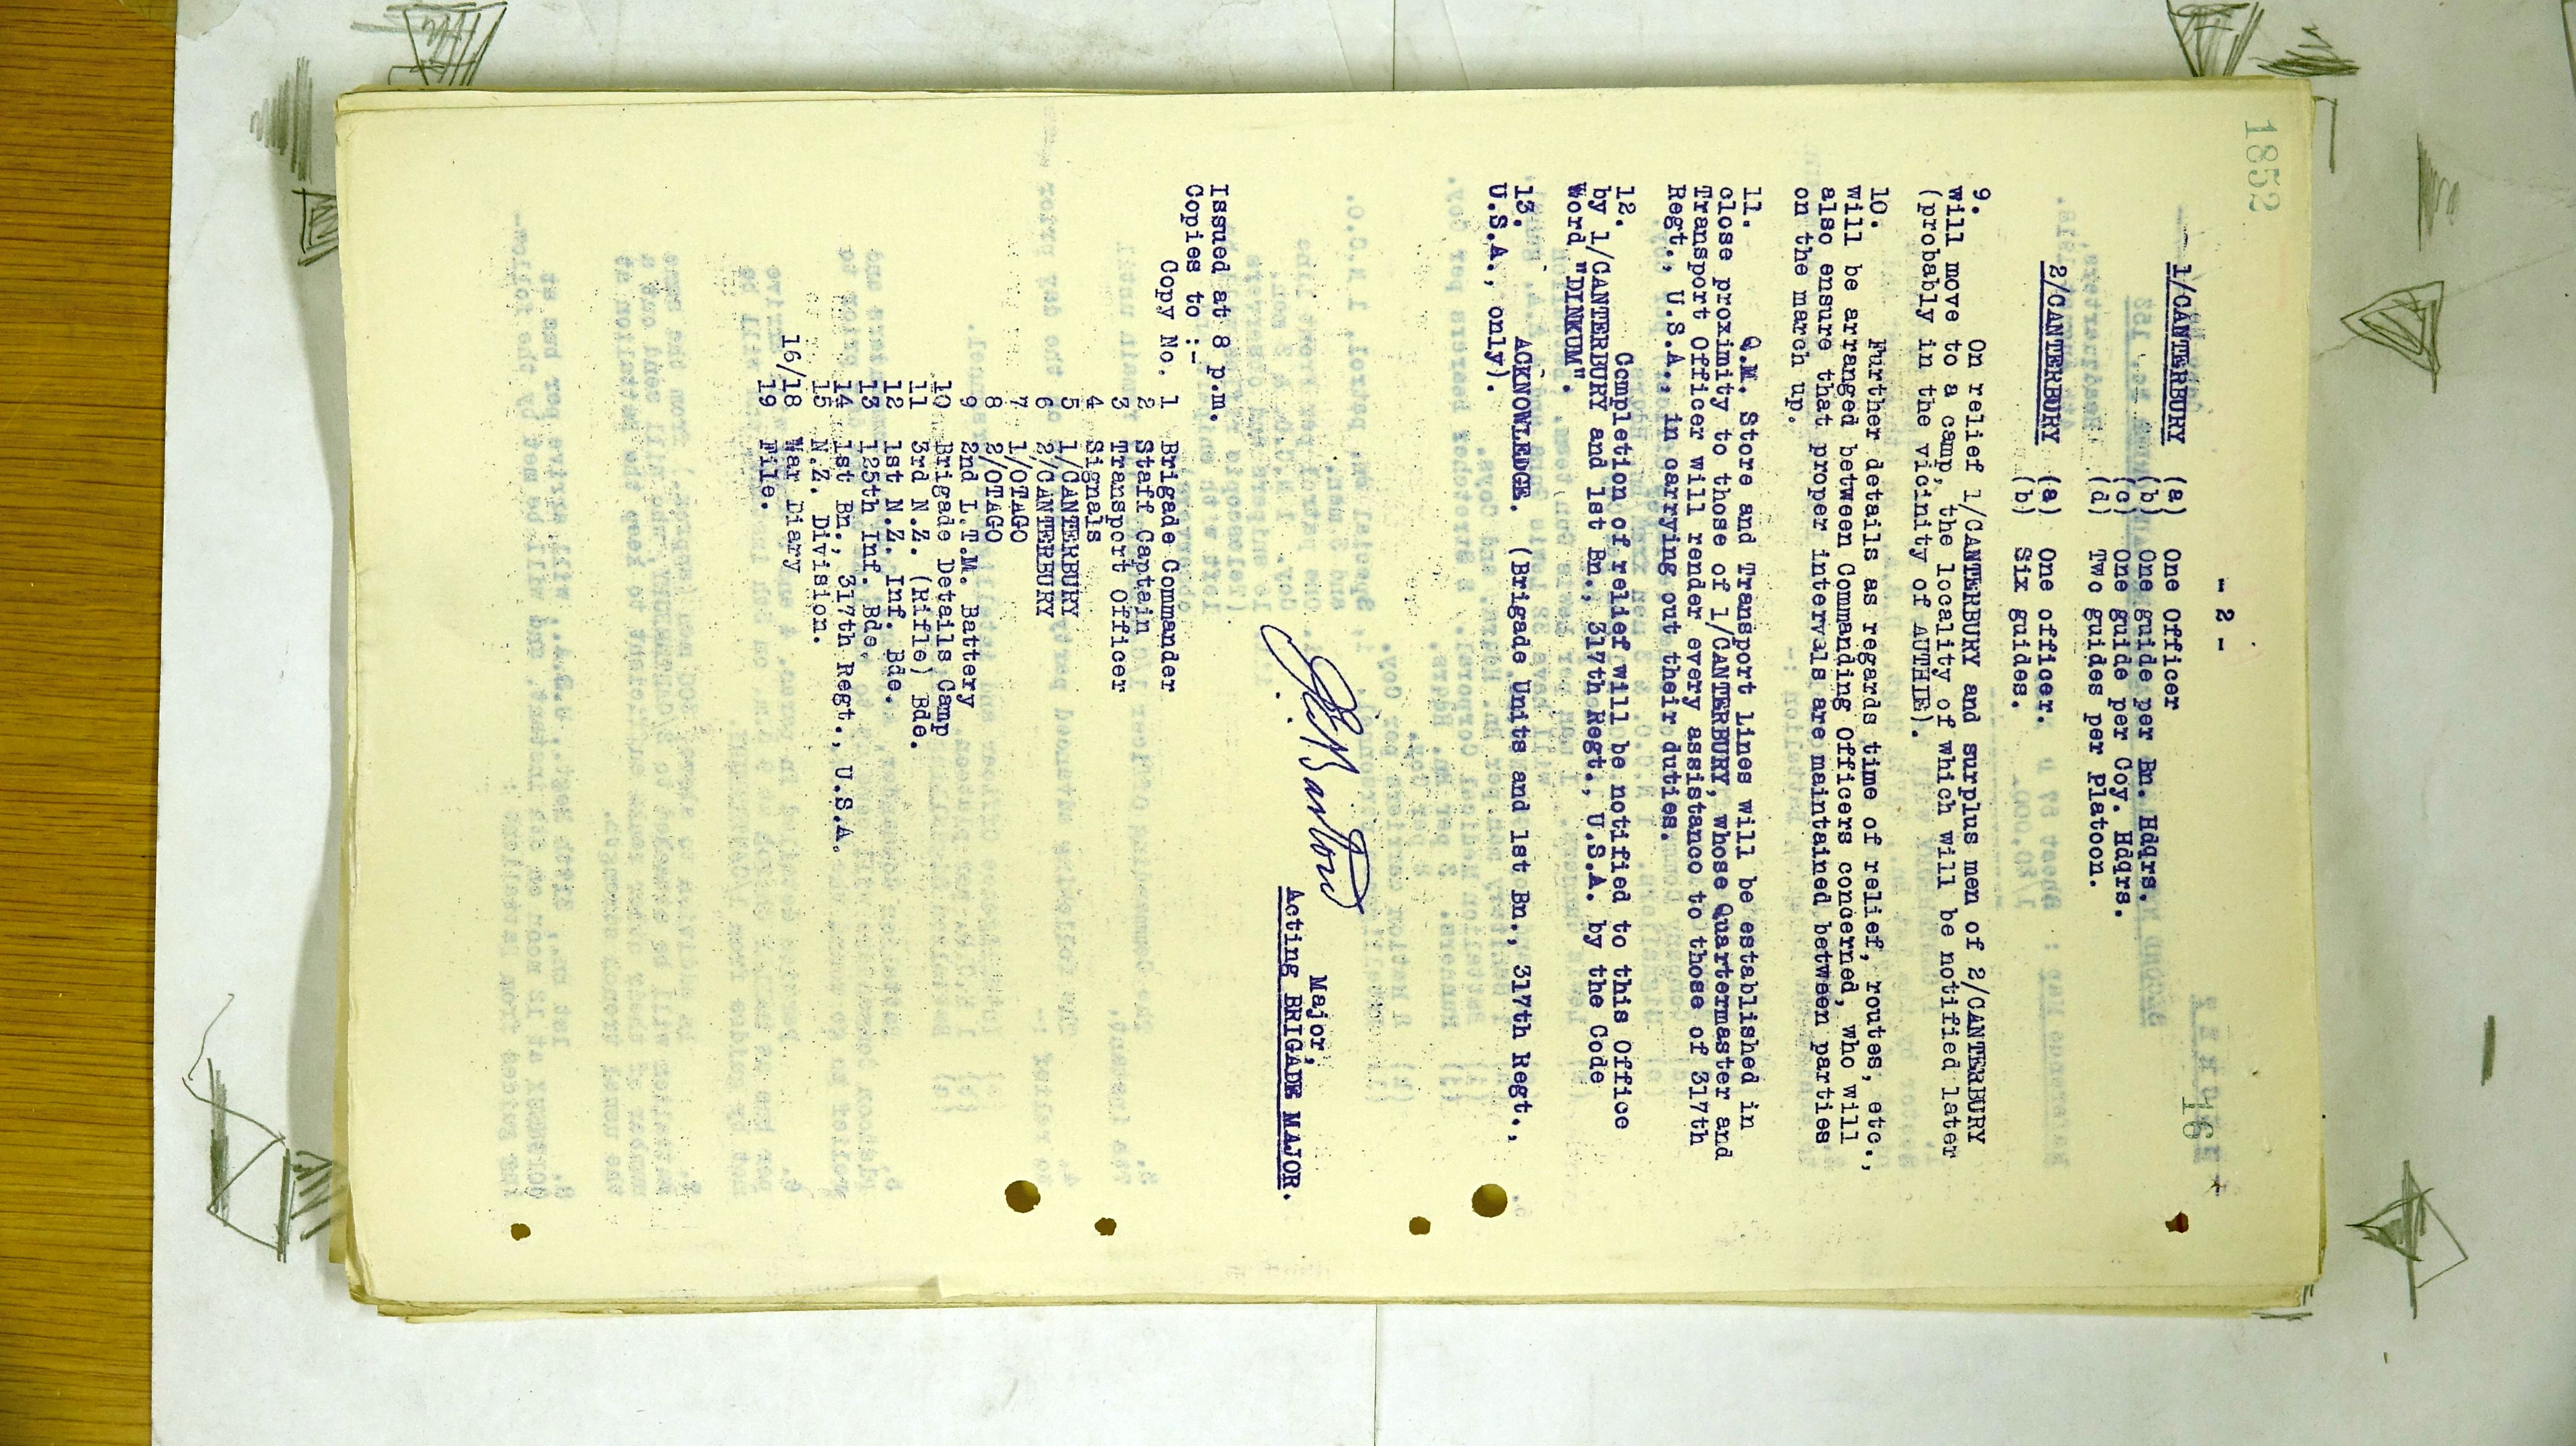 1852
- 2 -
16
1/CANTERBURY (a) One Officer
(b) One guide per Bn. Hdqrs.
(c) One guide per Coy. Hdqrs.
(d) Two guides per Platoon.
2/CANTERBURY (a) One officer.
(b) Six guides.
9. On relief 1/CANTERBURY and surplus men of 2/CANTERBURY
will move to a camp, the locality of which will be notified later
(probably in the vicinity of AUTHIE).
10. Further details as regards time of relief, routes, etc.,
will be arranged between Commanding Officers concerned, who will
also ensure that proper intervals are maintained between parties
on the march up.
11. Q.M. Store and Transport Lines will be established in
close proximity to those of 1/CANTERBURY, whose Quartermaster and
Transport Officer will render every assistance to those of 317th
Regt., U.S.A., in carrying out their duties.
12. Completion of relief will be notified to this Office
by 1/CANTERBURY and 1st Bn., 317th Regt., U.S.A. by the Code
Word "DINKUM".
13. ACKNOWLEDGE. (Brigade Units and 1st Bn., 317th Regt.,
U.S.A., only).
Major,
Acting BRIGADE MAJOR.
Issued at 8 p.m.
Copies to :-
Copy No. 1 Brigade Commander
2 Staff Captain
3 Transport Officer
4 Signals
5 1/CANTERBURY
6 2/CANTERBURY
7 1/OTAGO
8 2/OTAGO
9 2nd L.T.M. Battery
10 Brigade Details Camp
11 3rd N.Z. (Rifle) Bde.
12 1st N.Z. Inf. Bde.
13 125th Inf. Bde.
14 1st Bn., 317th Regt., U.S.A.
15 N.Z. Division.
16/18 War Diary
19 File.